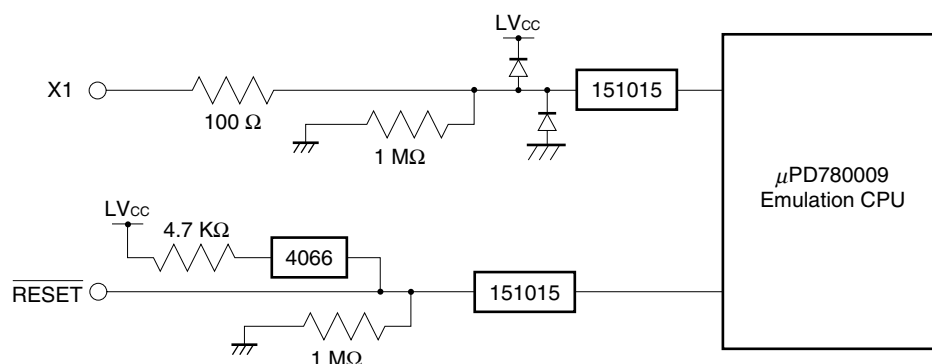 LVCC
X1
151015
100 Ω
1 MΩ
μPD780009
Emulation CPU
LVCC
4.7 KΩ
4066
RESET
151015
1 MΩ